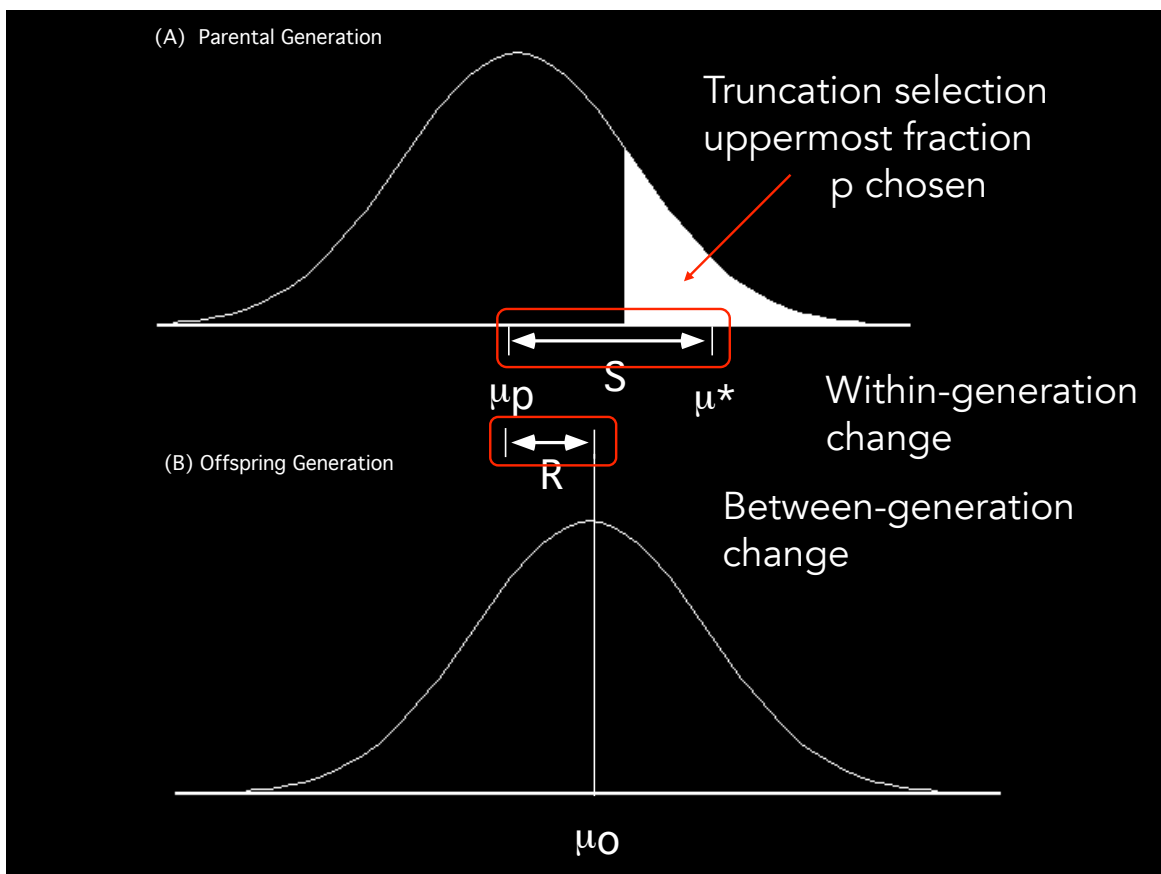 (A) Parental Generation
Truncation selection
uppermost fraction
p chosen
S
μp
μ*
Within-generation
change
R
(B) Offspring Generation
Between-generation
change
μo